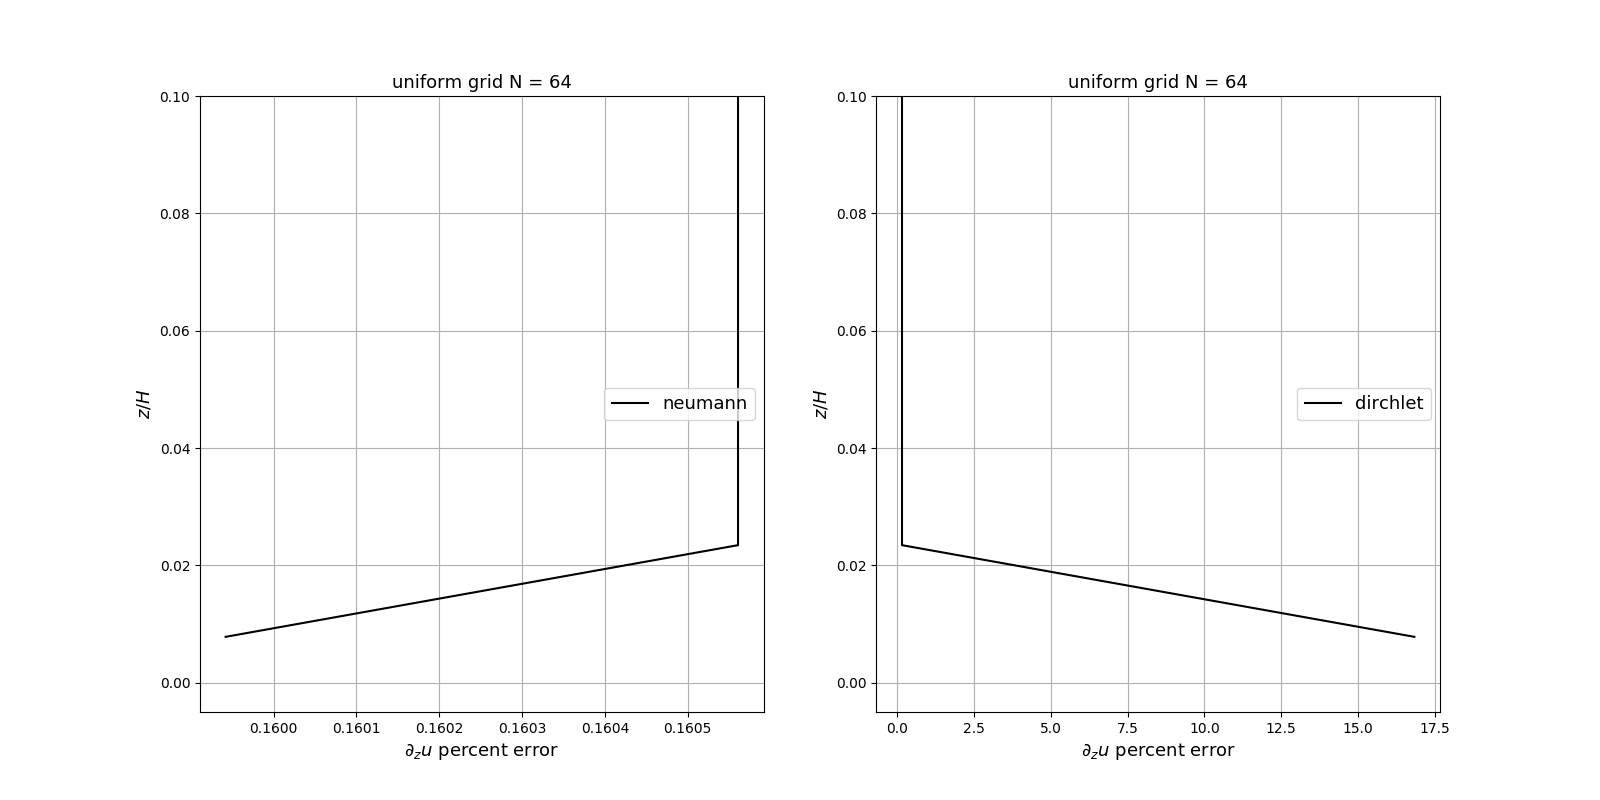 uniform grid N = 64
0.10
0.08
0.06
0.04
0.02
0.00
z/H
neumann
0.1600 0.1601 0.1602 0.1603 0.1604 0.1605
∂zu percent error
uniform grid N = 64
0.10
0.08
0.06
0.04
0.02
0.00
z/H
dirchlet
0.0 2.5 5.0 7.5 10.0 12.5 15.0 17.5
∂zu percent error